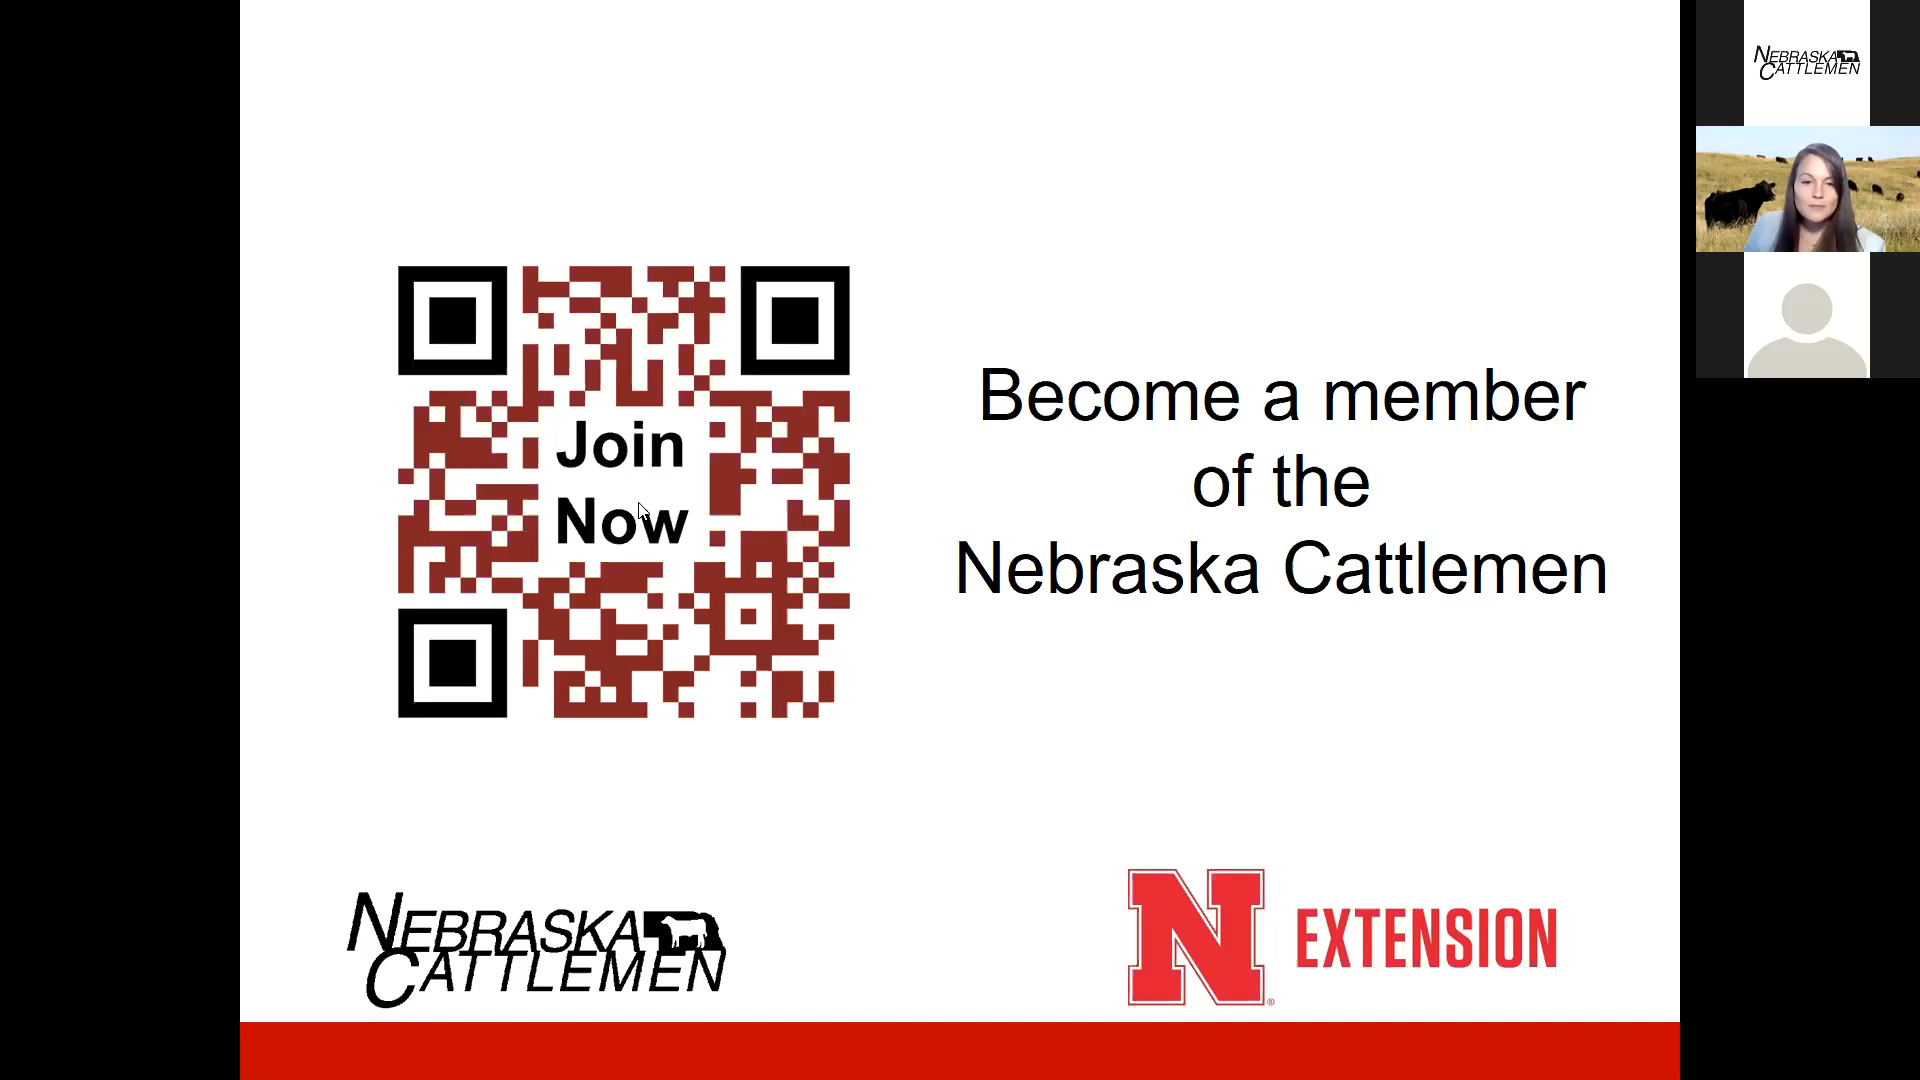 Join
Now
Become a member
of the
Nebraska Cattlemen
NEBRASKA
CATTLEMEN
N ®
EXTENSION
NEBRASKA
CATTLEMEN